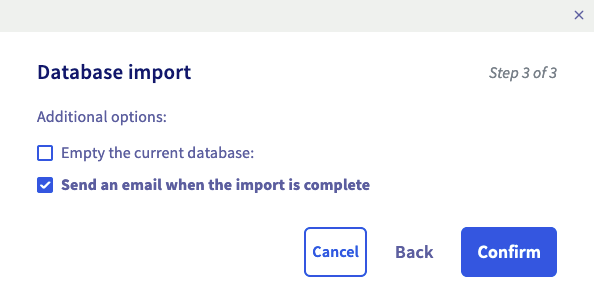 Database import
Step 3 of 3
Additional options:
Empty the current database:
Send an email when the import is complete
Cancel
Back
Confirm